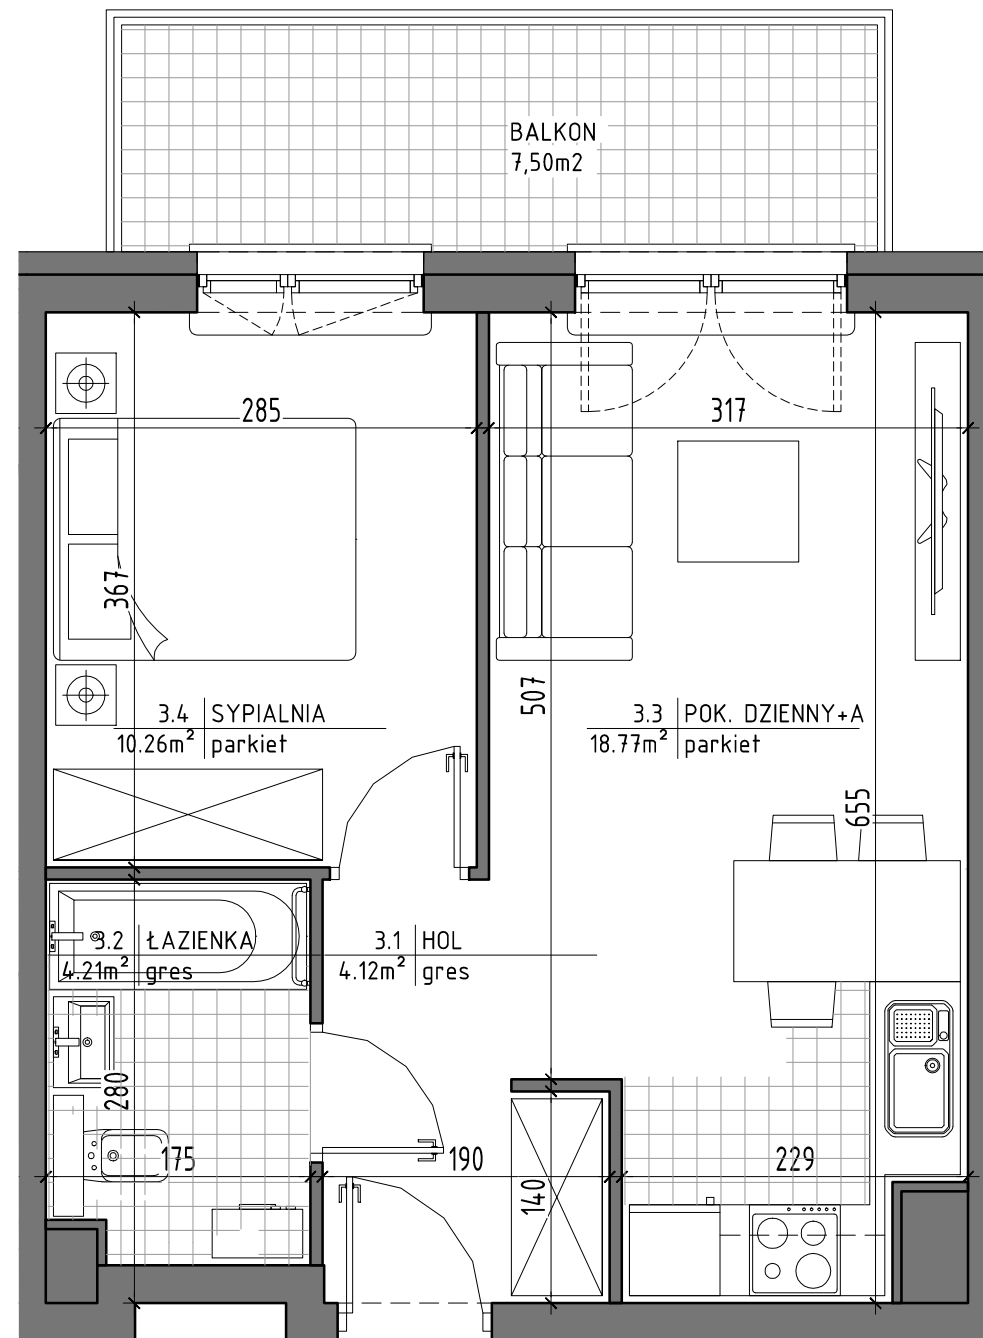 BALKON
7,50m2
285
317
367
507
3.4 SYPIALNIA
10.26m² parkiet
3.3 POK. DZIENNY+A
18.77m² parkiet
655
3.2 ŁAZIENKA
4.21m² gres
3.1 HOL
4.12m² gres
280
175
190
140
229